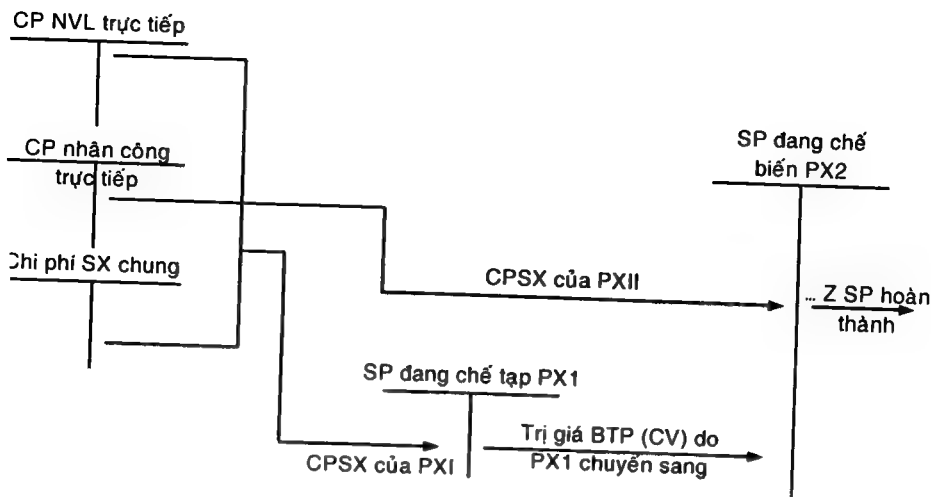 CP NVL trực tiếp
CP nhân công
trực tiếp
Chi phí SX chung
SP đang chế
biến PX2
CPSX của PXII
... Z SP hoàn
thành
SP đang chế tạp PX1
CPSX của PXI
Trị giá BTP (CV) do
PX1 chuyển sang